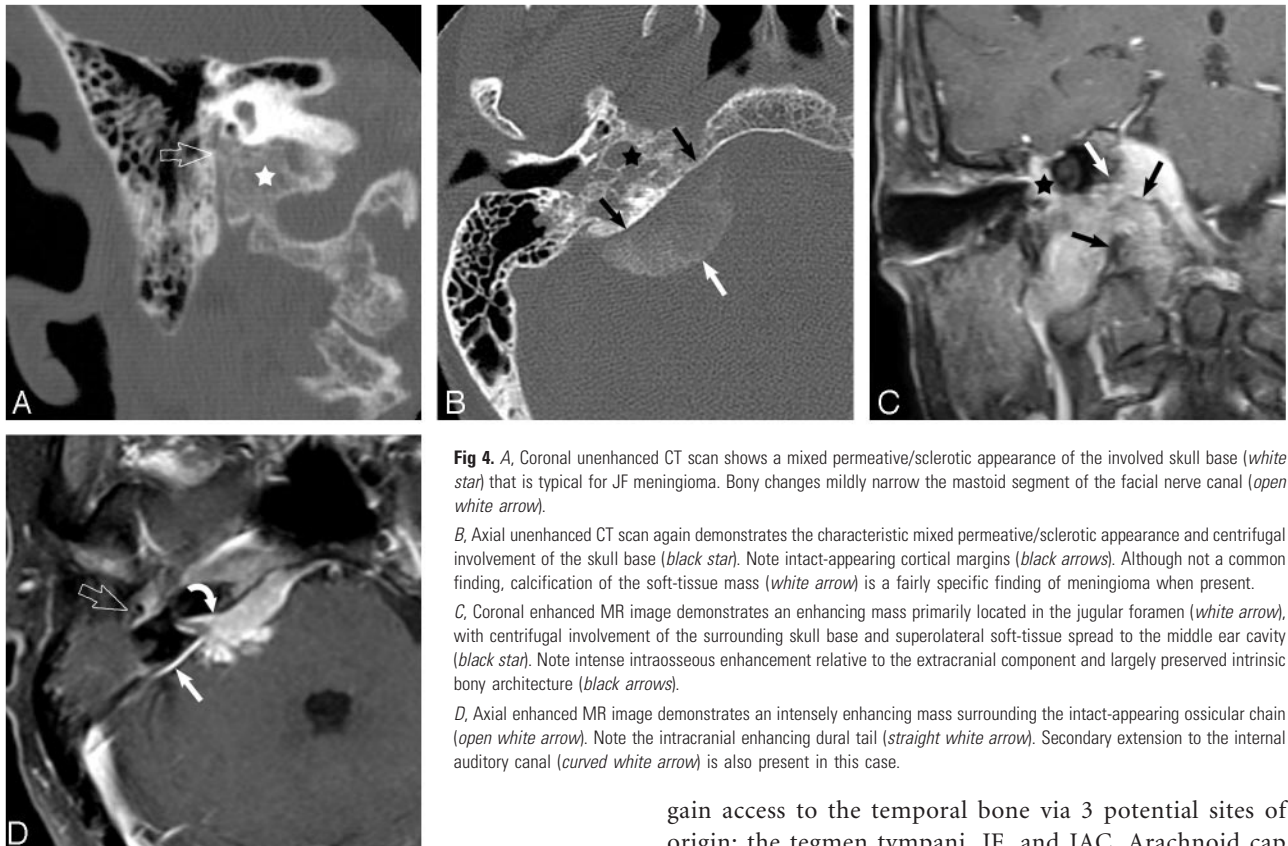 A
B
C
D
Fig 4. A, Coronal unenhanced CT scan shows a mixed permeative/sclerotic appearance of the involved skull base (white
star) that is typical for JF meningioma. Bony changes mildly narrow the mastoid segment of the facial nerve canal (open
white arrow).
B, Axial unenhanced CT scan again demonstrates the characteristic mixed permeative/sclerotic appearance and centrifugal
involvement of the skull base (black star). Note intact-appearing cortical margins (black arrows). Although not a common
finding, calcification of the soft-tissue mass (white arrow) is a fairly specific finding of meningioma when present.
C, Coronal enhanced MR image demonstrates an enhancing mass primarily located in the jugular foramen (white arrow),
with centrifugal involvement of the surrounding skull base and superolateral soft-tissue spread to the middle ear cavity
(black star). Note intense intraosseous enhancement relative to the extracranial component and largely preserved intrinsic
bony architecture (black arrows).
D, Axial enhanced MR image demonstrates an intensely enhancing mass surrounding the intact-appearing ossicular chain
(open white arrow). Note the intracranial enhancing dural tail (straight white arrow). Secondary extension to the internal
auditory canal (curved white arrow) is also present in this case.
gain access to the temporal bone via 3 potential sites of
origin: the tegmen tympani, JF, and IAC. Arachnoid cap